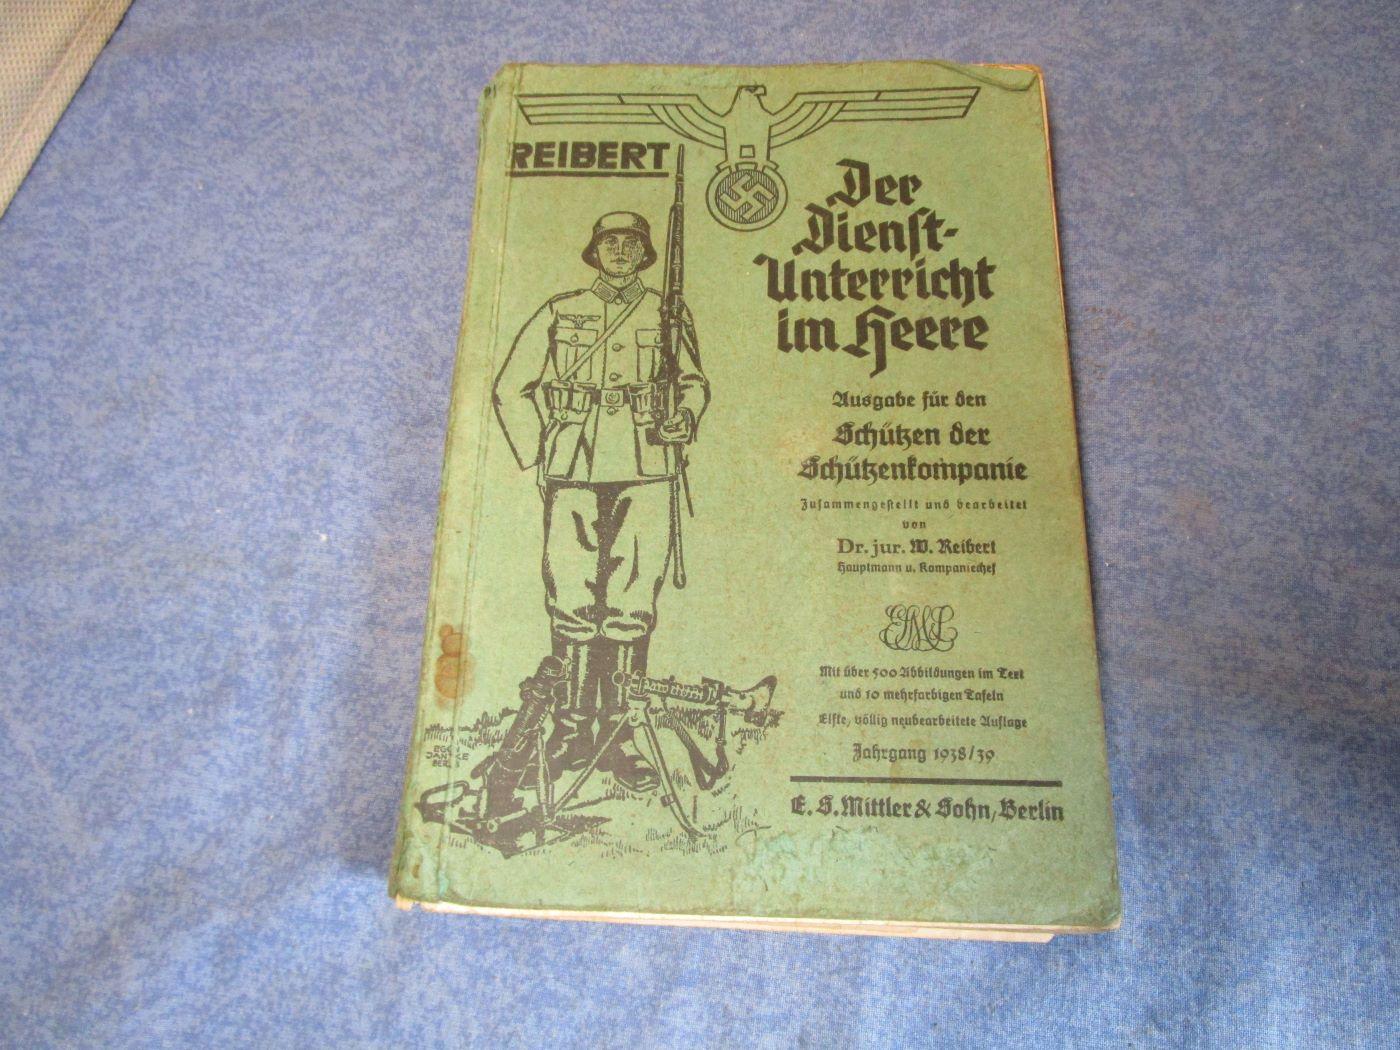 REIBERT
Der
Dienst-
Unterricht
im Heere
Ausgabe für den
Schützen der
Schützenkompanie
Zusammengestellt und bearbeitet
von
Dr. jur. W. Reibert
Hauptmann u. Kompaniechef
Mit über 500 Abbildungen im Text
und 10 mehrfarbigen Tafeln
Elfte, völlig neubearbeitete Auflage
Jahrgang 1938/39
E. S. Mittler & Sohn, Berlin